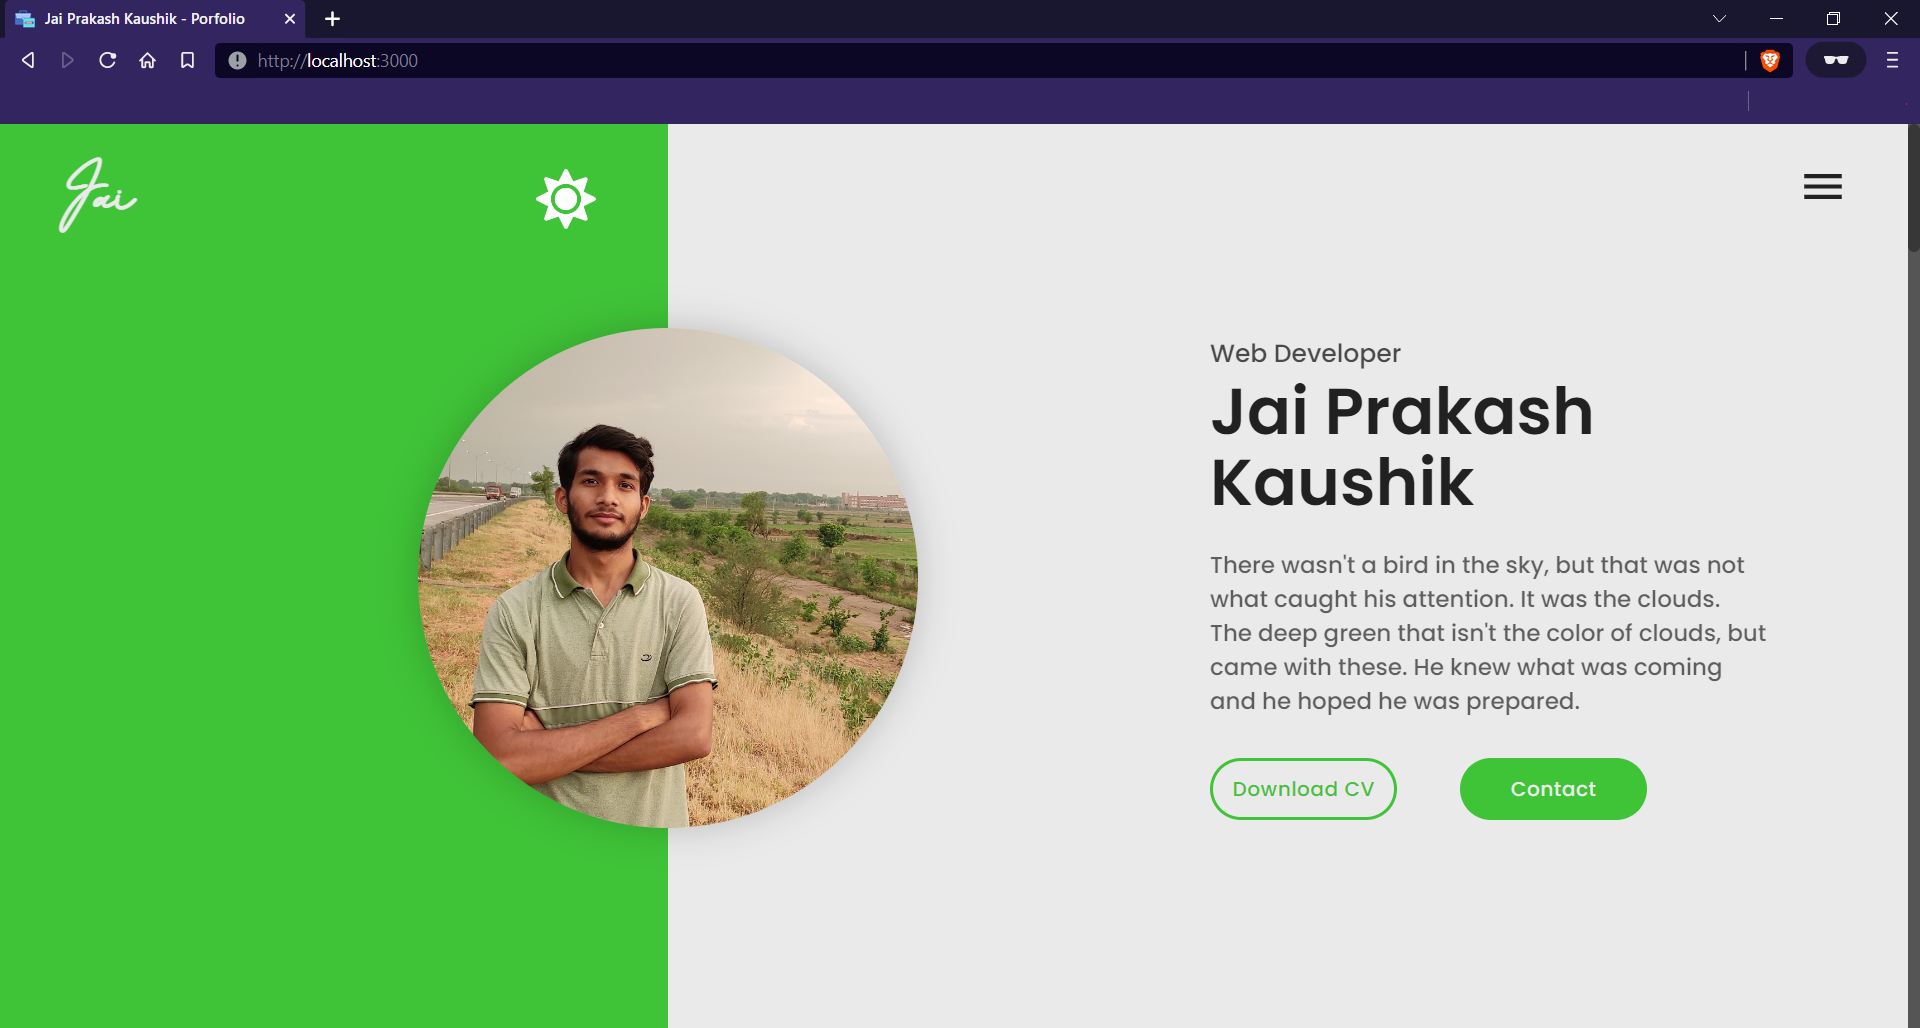 Jai Prakash Kaushik - Porfolio
http://localhost:3000
Jai
Web Developer
Jai Prakash
Kaushik
There wasn't a bird in the sky, but that was not
what caught his attention. It was the clouds.
The deep green that isn't the color of clouds, but
came with these. He knew what was coming
and he hoped he was prepared.
Download CV
Contact